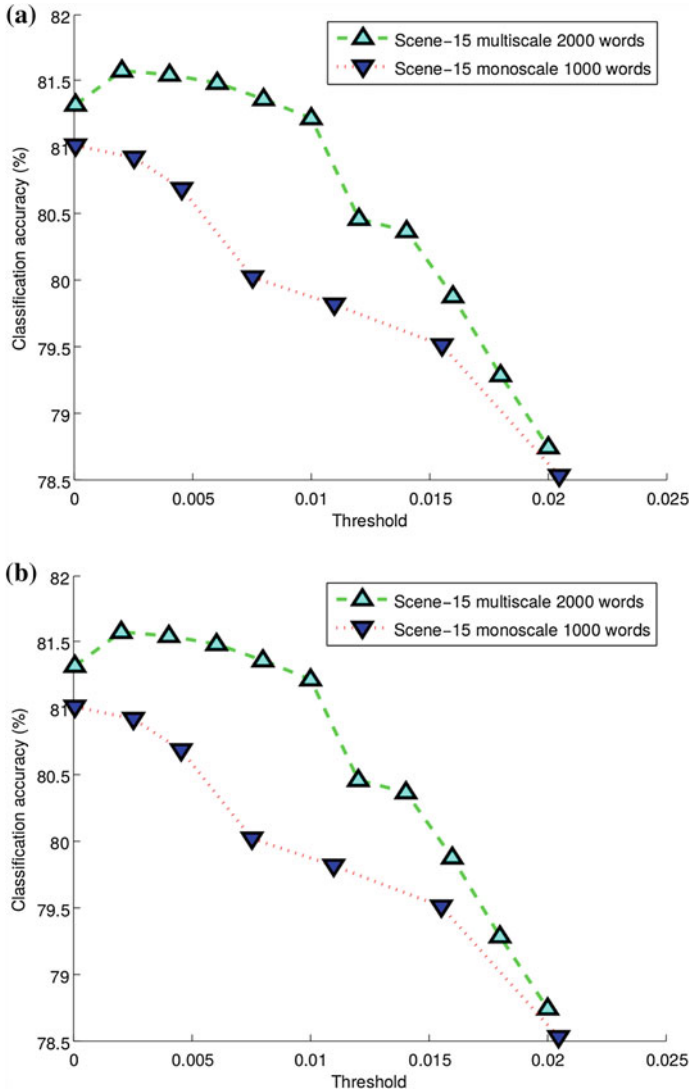 (a)
82
81.5
81
80.5
80
79.5
79
78.5
Classification accuracy (%)
Scene-15 multiscale 2000 words
Scene-15 monoscale 1000 words
0 0.005 0.01 0.015 0.02 0.025
Threshold
(b)
82
81.5
81
80.5
80
79.5
79
78.5
Classification accuracy (%)
Scene-15 multiscale 2000 words
Scene-15 monoscale 1000 words
0 0.005 0.01 0.015 0.02 0.025
Threshold